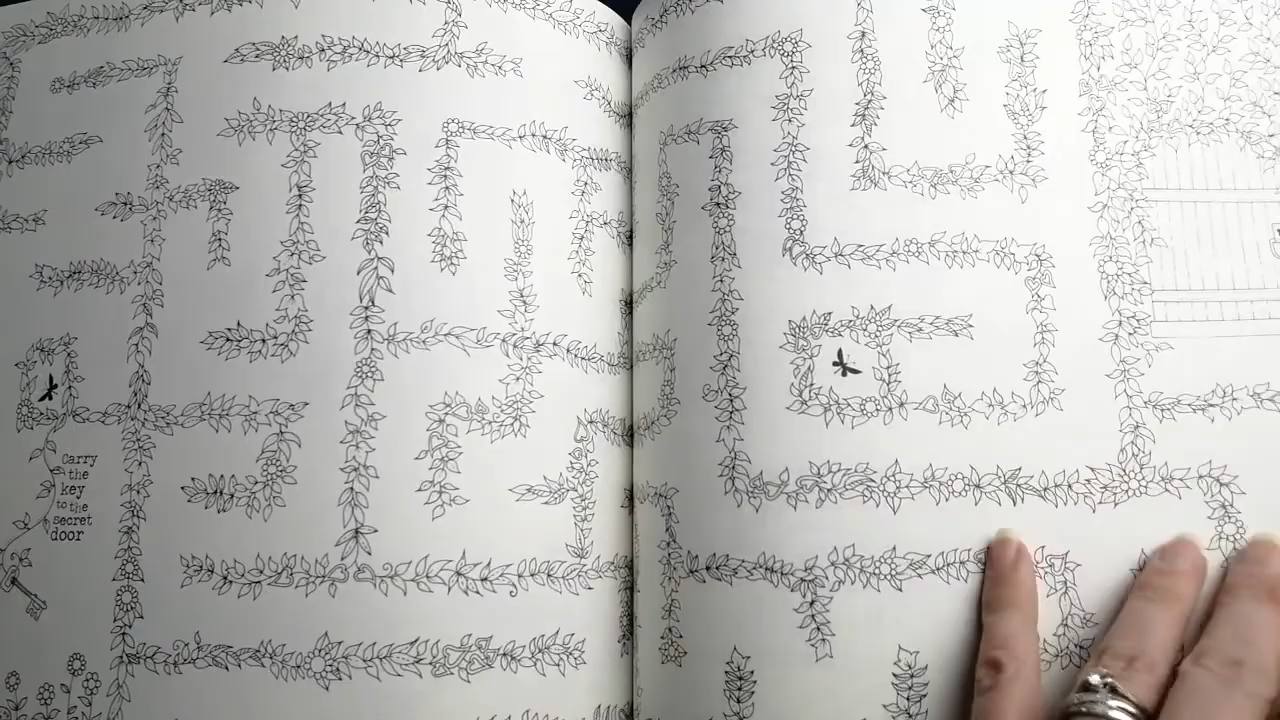 Carry
the
key
to the
secret
door